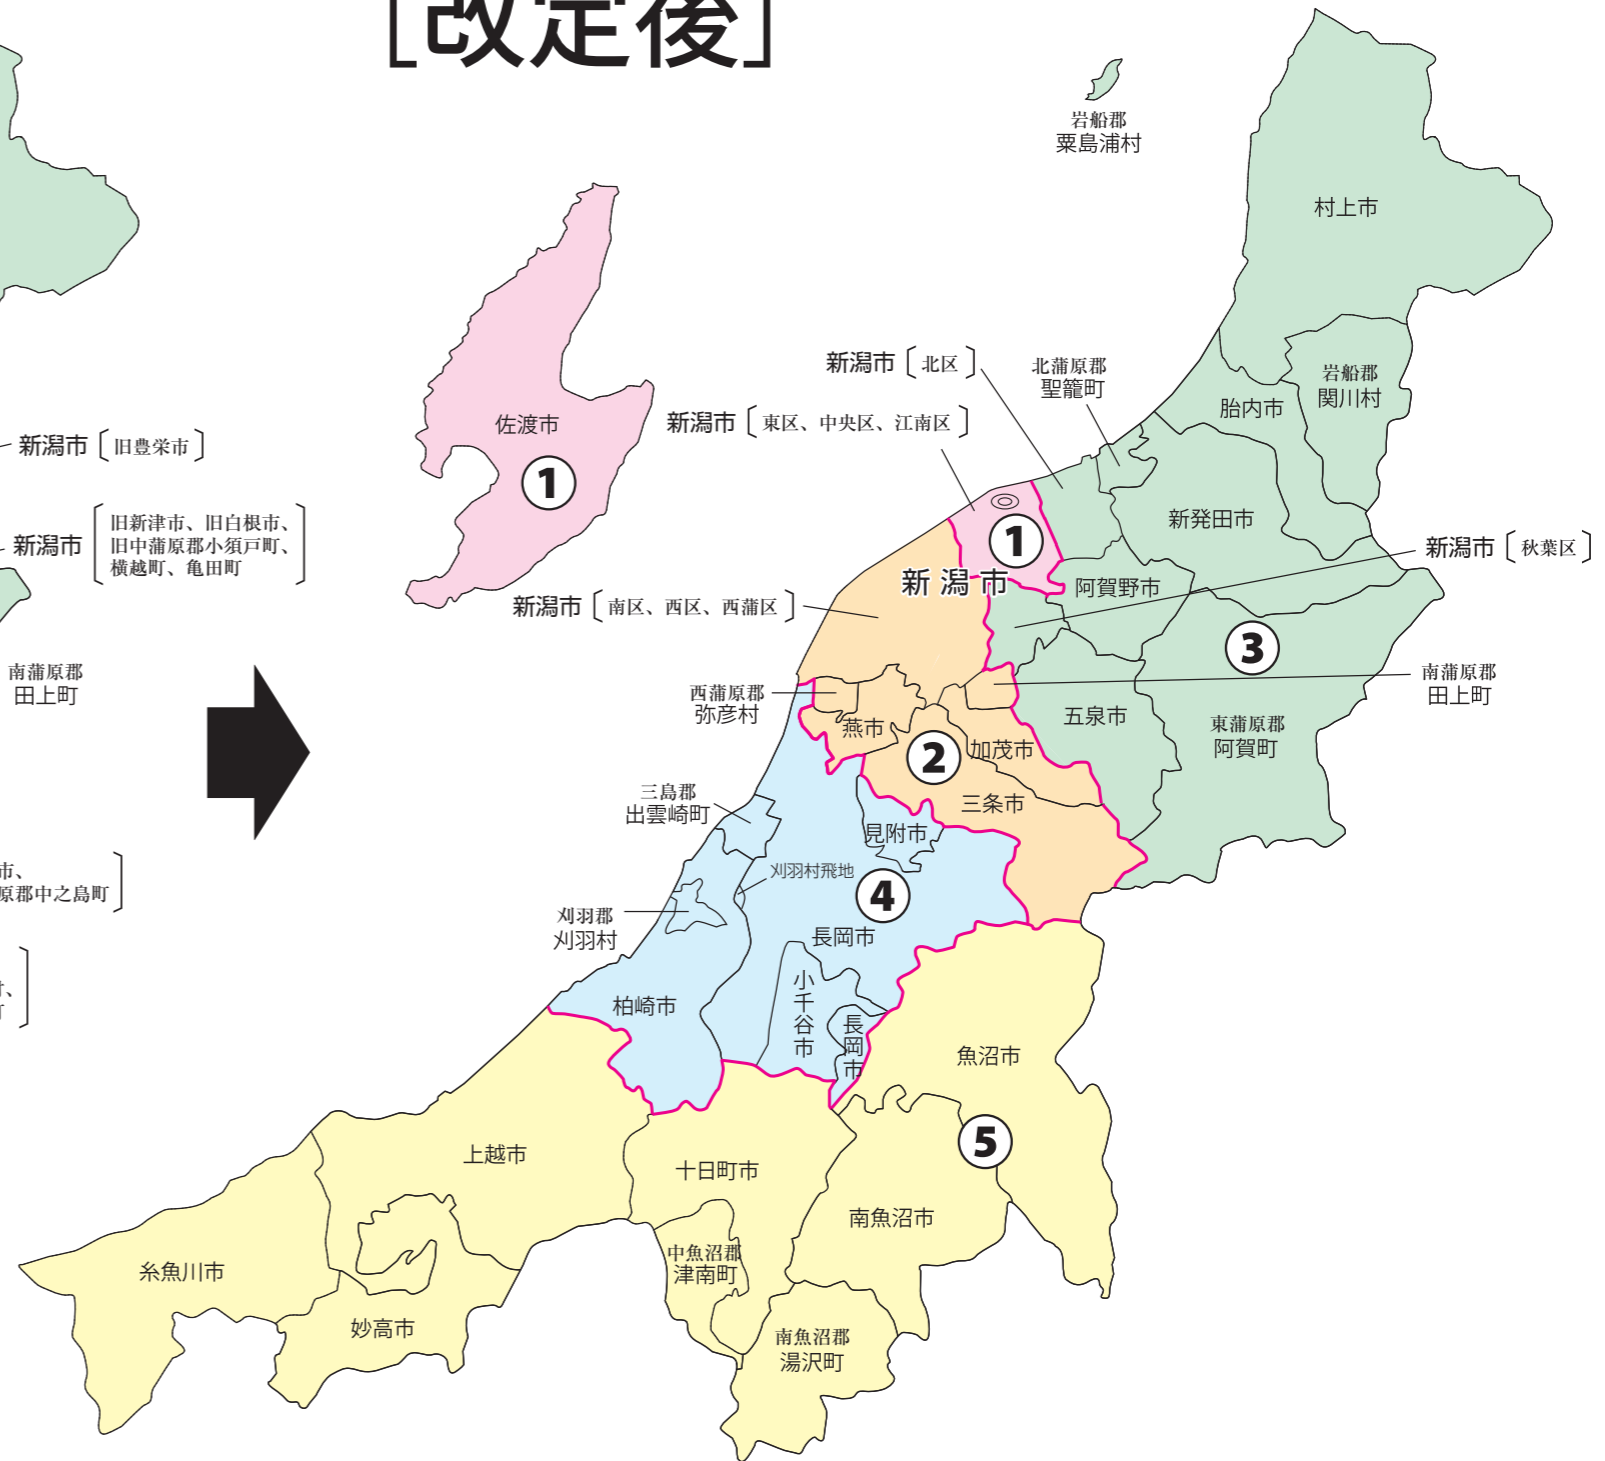 ［改定後］
岩船郡
粟島浦村
村上市
新潟市［北区］
北蒲原郡
聖籠町
岩船郡
関川村
胎内市
佐渡市
①
新潟市［東区、中央区、江南区］
新潟市［旧豊栄市］
新潟市［旧新津市、旧白根市、
旧中蒲原郡小須戸町、
横越町、亀田町］
①
新発田市
新潟市［秋葉区］
新潟市
阿賀野市
新潟市［南区、西区、西蒲区］
③
南蒲原郡
田上町
南蒲原郡
田上町
西蒲原郡
弥彦村
燕市
②
加茂市
五泉市
東蒲原郡
阿賀町
三島郡
出雲崎町
三条市
見附市
刈羽村飛地
④
市、
原郡中之島町］
刈羽郡
刈羽村
長岡市
小千谷市
長岡市
柏崎市
魚沼市
⑤
上越市
十日町市
南魚沼市
中魚沼郡
津南町
糸魚川市
妙高市
南魚沼郡
湯沢町